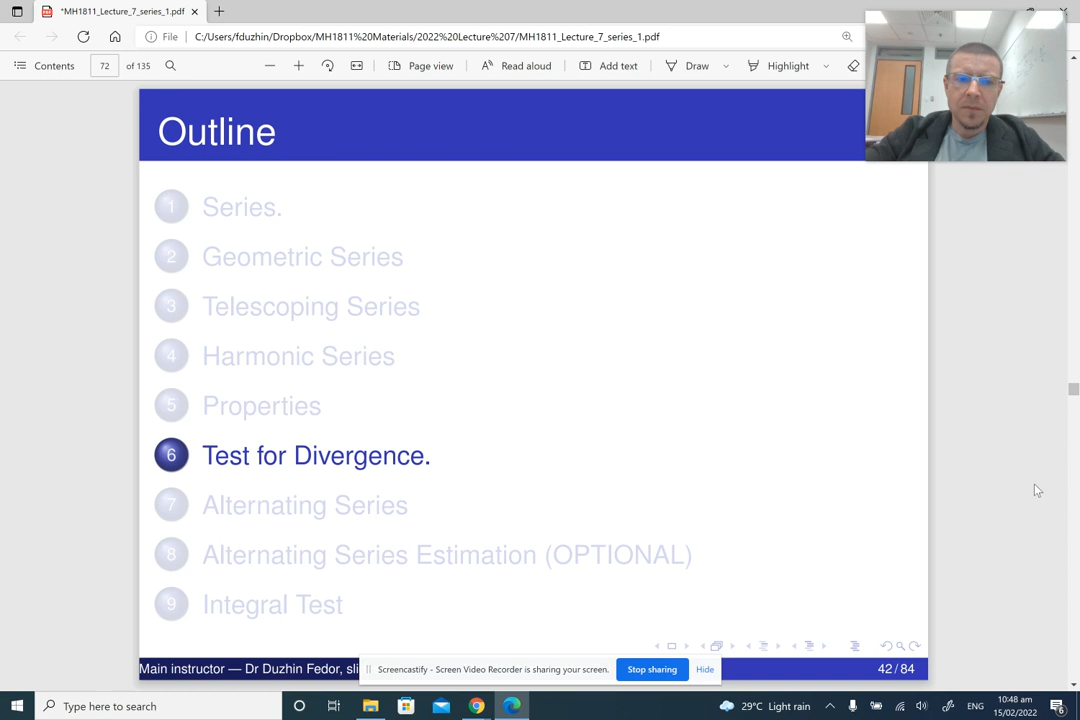 *MH1811_Lecture_7_series_1.pdf
File C:/Users/fduzhin/Dropbox/MH1811%20Materials/2022%20Lecture%207/MH1811_Lecture_7_series_1.pdf
Contents 72 of 135 Page view Read aloud Add text Draw Highlight
Outline
1 Series.
2 Geometric Series
3 Telescoping Series
4 Harmonic Series
5 Properties
6 Test for Divergence.
7 Alternating Series
8 Alternating Series Estimation (OPTIONAL)
9 Integral Test
Main instructor — Dr Duzhin Fedor, sli 42 / 84
Screencastify - Screen Video Recorder is sharing your screen. Stop sharing Hide
Type here to search 29°C Light rain ENG 10:48 am
15/02/2022 6